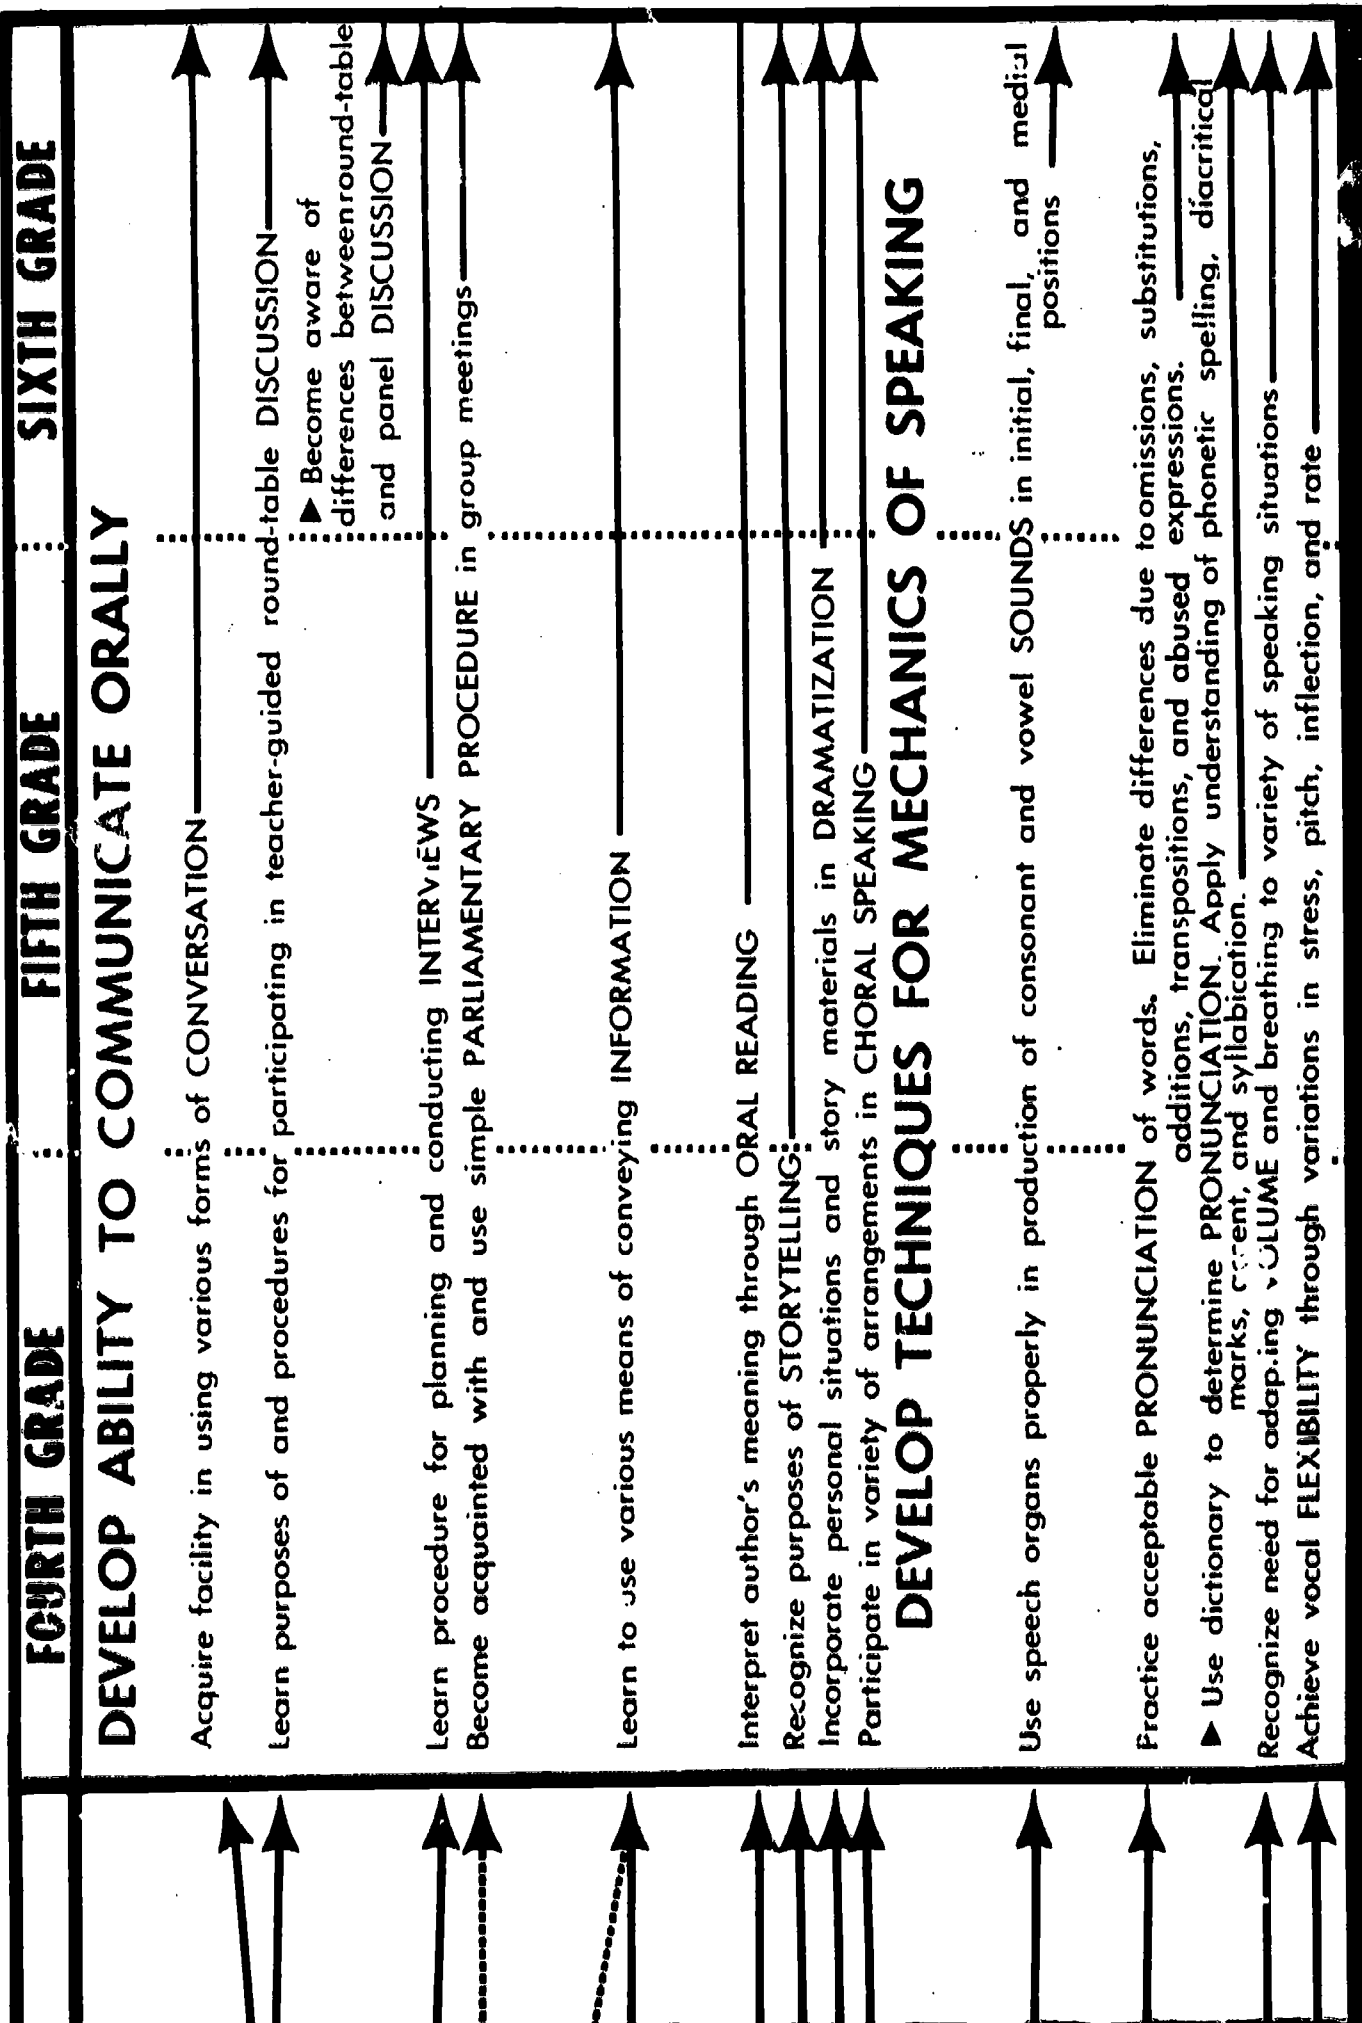 FOURTH GRADE FIFTH GRADE SIXTH GRADE
DEVELOP ABILITY TO COMMUNICATE ORALLY
Acquire facility in using various forms of CONVERSATION
Learn purposes of and procedures for participating in teacher-guided round-table DISCUSSION
▶ Become aware of
differences between round-table
and panel DISCUSSION
Learn procedure for planning and conducting INTERVIEWS
Become acquainted with and use simple PARLIAMENTARY PROCEDURE in group meetings
Learn to use various means of conveying INFORMATION
Interpret author's meaning through ORAL READING
Recognize purposes of STORYTELLING
Incorporate personal situations and story materials in DRAMATIZATION
Participate in variety of arrangements in CHORAL SPEAKING
DEVELOP TECHNIQUES FOR MECHANICS OF SPEAKING
Use speech organs properly in production of consonant and vowel SOUNDS in initial, final, and medial
positions
Practice acceptable PRONUNCIATION of words. Eliminate differences due to omissions, substitutions,
additions, transpositions, and abused expressions.
▶ Use dictionary to determine PRONUNCIATION. Apply understanding of phonetic spelling, diacritical
marks, accent, and syllabication.
Recognize need for adapting VOLUME and breathing to variety of speaking situations
Achieve vocal FLEXIBILITY through variations in stress, pitch, inflection, and rate